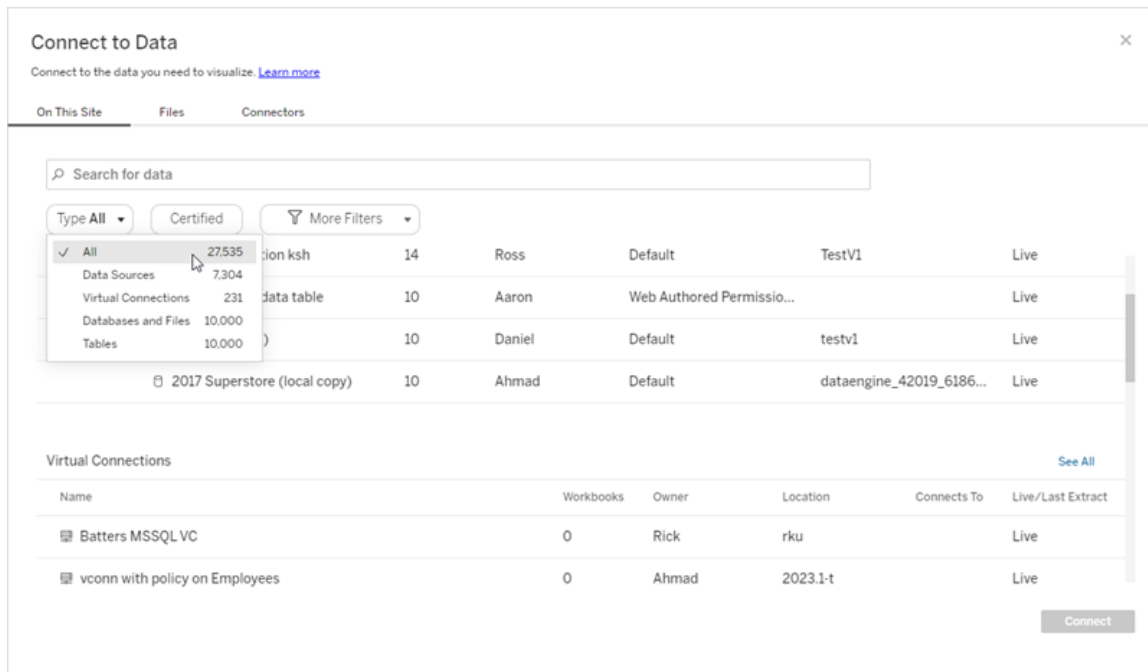 Connect to Data
Connect to the data you need to visualize. Learn more
On This Site Files Connectors
Search for data
Type All Certified More Filters
All 27,535
Data Sources 7,304
Virtual Connections 231
Databases and Files 10,000
Tables 10,000
ksh 14 Ross Default TestV1 Live
data table 10 Aaron Web Authored Permissio... Live
) 10 Daniel Default testv1 Live
2017 Superstore (local copy) 10 Ahmad Default dataengine_42019_6186... Live
Virtual Connections See All
Name Workbooks Owner Location Connects To Live/Last Extract
Batters MSSQL VC 0 Rick rku Live
vconn with policy on Employees 0 Ahmad 2023.1-t Live
Connect